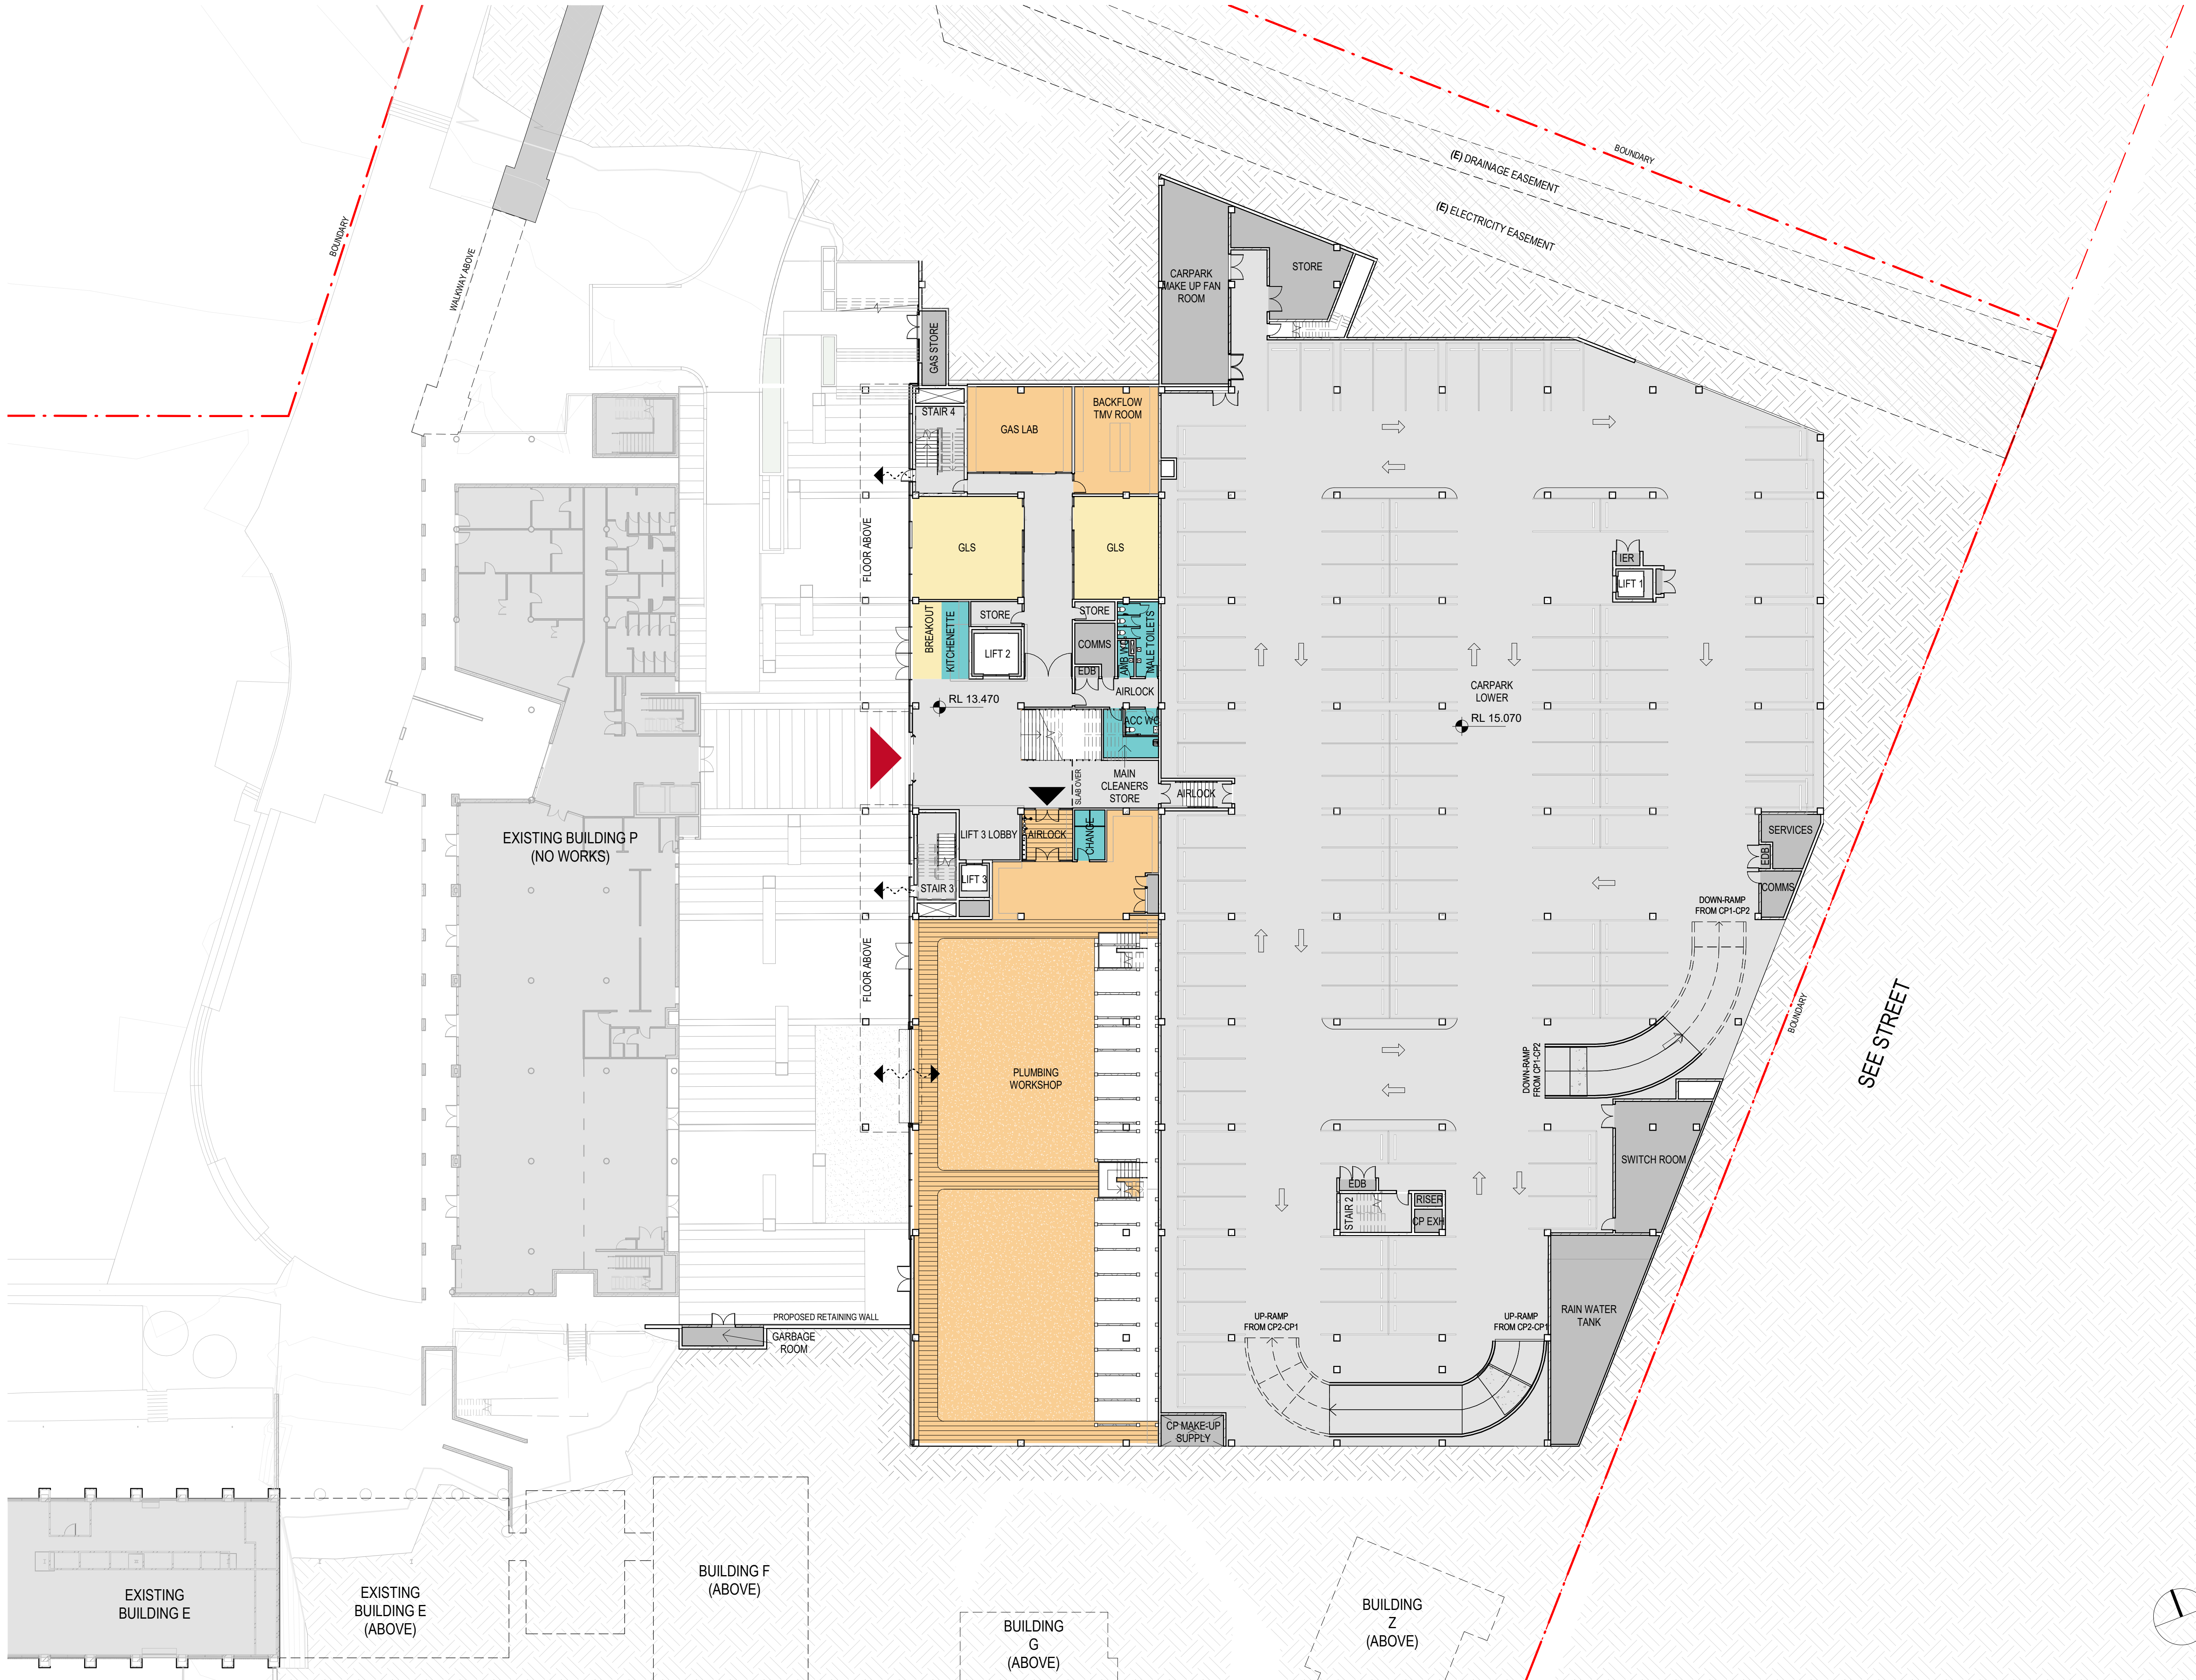 BOUNDARY
(E) DRAINAGE EASEMENT
(E) ELECTRICITY EASEMENT
BOUNDARY
WALKWAY ABOVE
CARPARK
MAKE UP FAN
ROOM
STORE
GAS STORE
STAIR 4
GAS LAB
BACKFLOW
TMV ROOM
FLOOR ABOVE
GLS
GLS
IER
LIFT 1
BREAKOUT
KITCHENETTE
STORE
LIFT 2
STORE
COMMS
EDB
AMB WC
MALE TOILETS
AIRLOCK
RL 13.470
ACC WC
CARPARK
LOWER
RL 15.070
SLAB OVER
MAIN
CLEANERS
STORE
AIRLOCK
EXISTING BUILDING P
(NO WORKS)
LIFT 3 LOBBY
AIRLOCK
CHANGE
LIFT 3
STAIR 3
SERVICES
EDB
COMMS
DOWN-RAMP
FROM CP1-CP2
FLOOR ABOVE
BOUNDARY
SEE STREET
DOWN-RAMP
FROM CP1-CP2
PLUMBING
WORKSHOP
SWITCH ROOM
EDB
STAIR 2
RISER
CP EXH
RAIN WATER
TANK
UP-RAMP
FROM CP2-CP1
UP-RAMP
FROM CP2-CP1
PROPOSED RETAINING WALL
GARBAGE
ROOM
CP MAKE-UP
SUPPLY
EXISTING
BUILDING E
EXISTING
BUILDING E
(ABOVE)
BUILDING F
(ABOVE)
BUILDING
G
(ABOVE)
BUILDING
Z
(ABOVE)